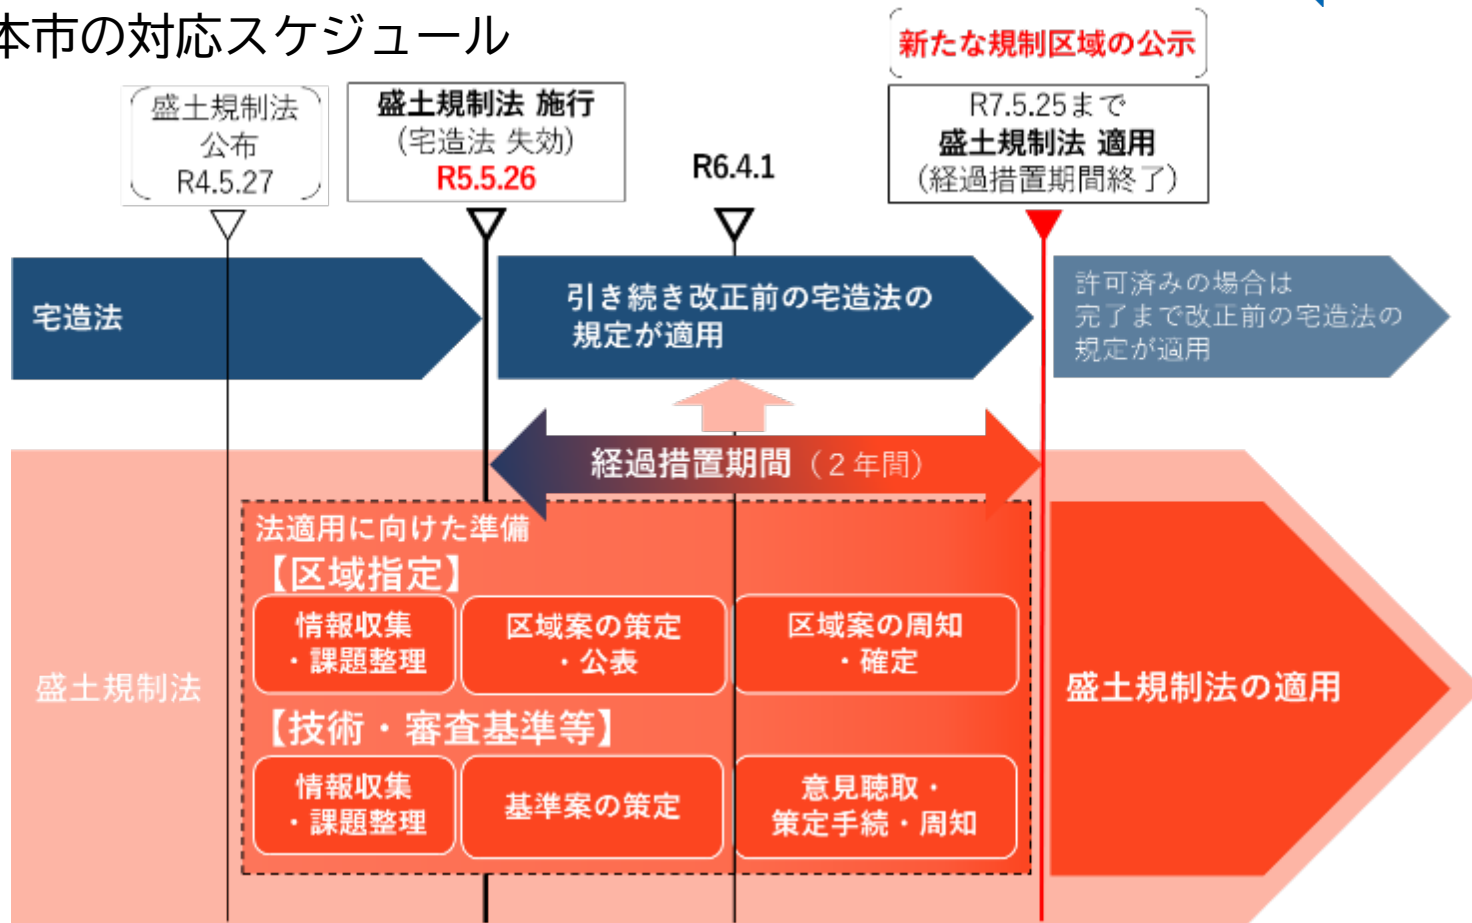 本市の対応スケジュール
新たな規制区域の公示
盛土規制法
公布
R4.5.27
盛土規制法 施行
(宅造法 失効)
R5.5.26
R6.4.1
R7.5.25まで
盛土規制法 適用
(経過措置期間終了)
宅造法
引き続き改正前の宅造法の
規定が適用
許可済みの場合は
完了まで改正前の宅造法の
規定が適用
経過措置期間（２年間）
法適用に向けた準備
【区域指定】
情報収集
・課題整理
区域案の策定
・公表
区域案の周知
・確定
盛土規制法
盛土規制法の適用
【技術・審査基準等】
情報収集
・課題整理
基準案の策定
意見聴取・
策定手続・周知